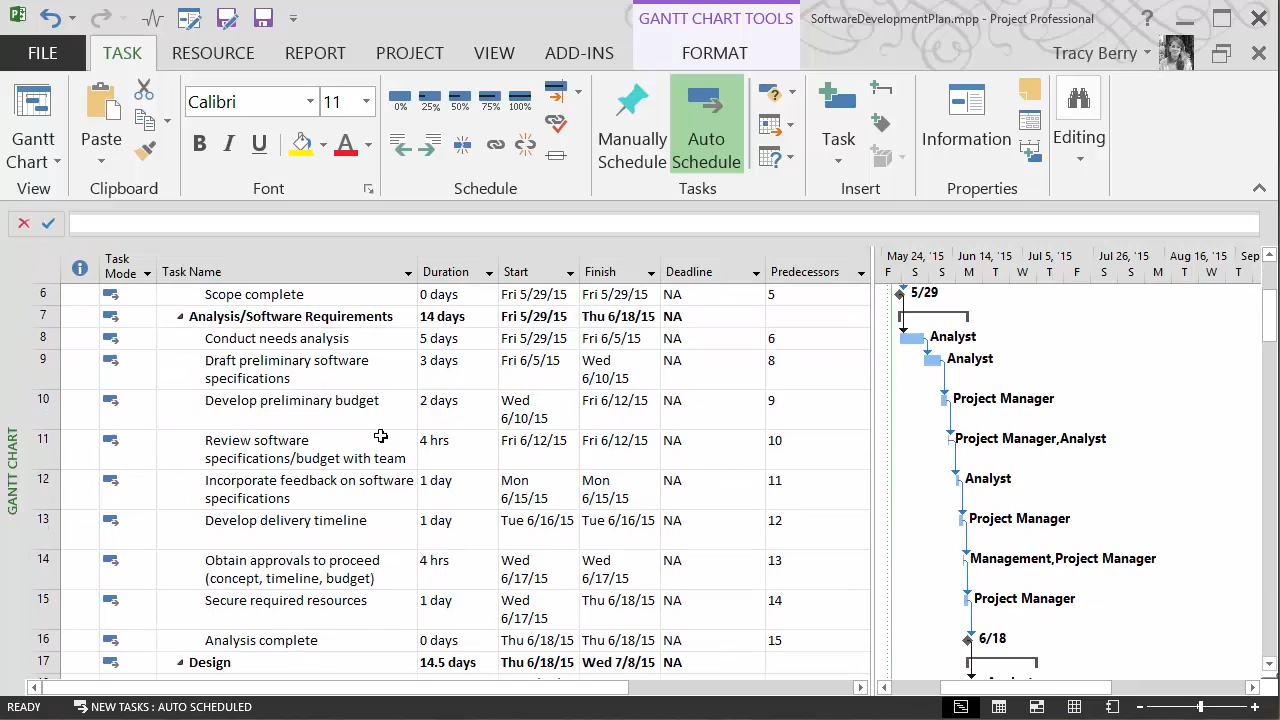 GANTT CHART TOOLS
SoftwareDevelopmentPlan.mpp - Project Professional
FILE TASK RESOURCE REPORT PROJECT VIEW ADD-INS FORMAT
Tracy Berry
Gantt Chart
Paste
Calibri 11
B I U A
0% 25% 50% 75% 100%
Manually Schedule
Auto Schedule
Task
Information
Editing
View Clipboard Font Schedule Tasks Insert Properties
Task Mode Task Name Duration Start Finish Deadline Predecessors
May 24, '15 Jun 14, '15 Jul 5, '15 Jul 26, '15 Aug 16, '15 Sep
F S S M T W T F S S M T W T
6 Scope complete 0 days Fri 5/29/15 Fri 5/29/15 NA 5 5/29
7 Analysis/Software Requirements 14 days Fri 5/29/15 Thu 6/18/15 NA
8 Conduct needs analysis 5 days Fri 5/29/15 Fri 6/5/15 NA 6 Analyst
9 Draft preliminary software specifications 3 days Fri 6/5/15 Wed 6/10/15 NA 8 Analyst
10 Develop preliminary budget 2 days Wed 6/10/15 Fri 6/12/15 NA 9 Project Manager
11 Review software specifications/budget with team 4 hrs Fri 6/12/15 Fri 6/12/15 NA 10 Project Manager,Analyst
12 Incorporate feedback on software specifications 1 day Mon 6/15/15 Mon 6/15/15 NA 11 Analyst
13 Develop delivery timeline 1 day Tue 6/16/15 Tue 6/16/15 NA 12 Project Manager
14 Obtain approvals to proceed (concept, timeline, budget) 4 hrs Wed 6/17/15 Wed 6/17/15 NA 13 Management,Project Manager
15 Secure required resources 1 day Wed 6/17/15 Thu 6/18/15 NA 14 Project Manager
16 Analysis complete 0 days Thu 6/18/15 Thu 6/18/15 NA 15 6/18
17 Design 14.5 days Thu 6/18/15 Wed 7/8/15 NA
GANTT CHART
READY NEW TASKS : AUTO SCHEDULED